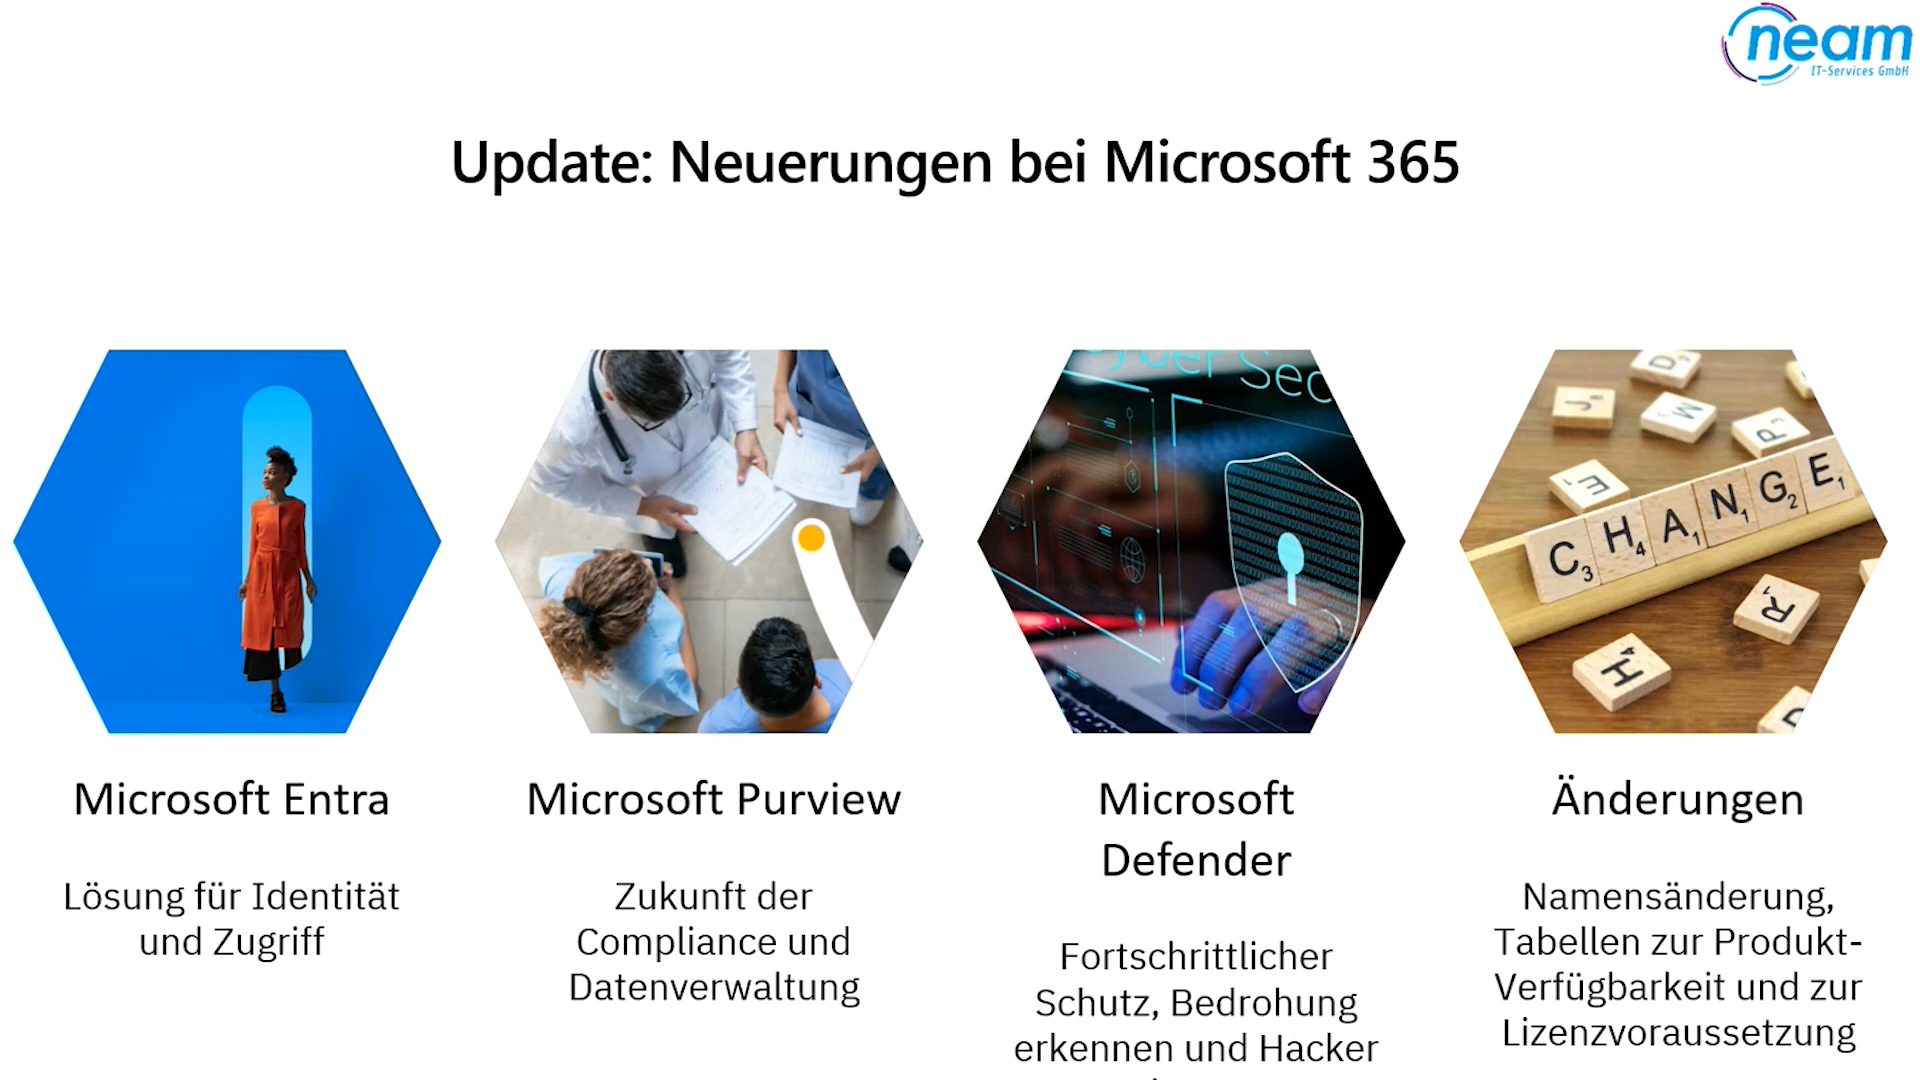 neam
IT-Services GmbH
Update: Neuerungen bei Microsoft 365
Cyber Sec
D
J
W
P
E
CHANGE
R
H
Microsoft Entra
Lösung für Identität
und Zugriff
Microsoft Purview
Zukunft der
Compliance und
Datenverwaltung
Microsoft
Defender
Fortschrittlicher
Schutz, Bedrohung
erkennen und Hacker
Änderungen
Namensänderung,
Tabellen zur Produkt-
Verfügbarkeit und zur
Lizenzvoraussetzung